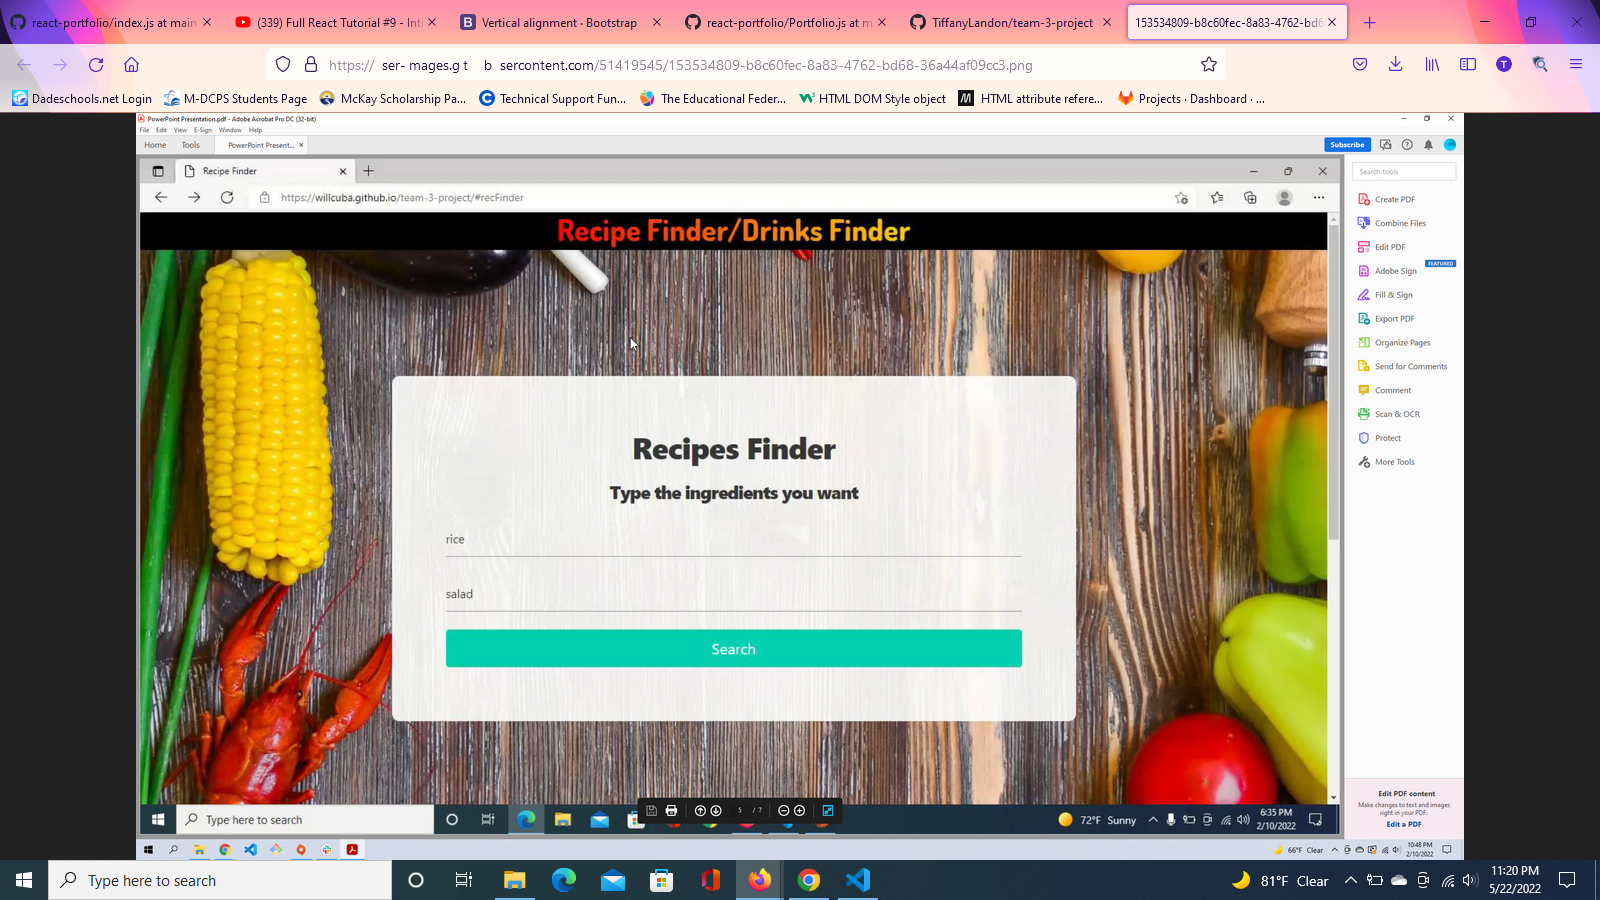 react-portfolio/index.js at main
(339) Full React Tutorial #9 - Int
Vertical alignment · Bootstrap
react-portfolio/Portfolio.js at m
TiffanyLandon/team-3-project
153534809-b8c60fec-8a83-4762-bd6
https:// ser- mages.g t b sercontent.com/51419545/153534809-b8c60fec-8a83-4762-bd68-36a44af09cc3.png
T
Dadeschools.net Login
M-DCPS Students Page
McKay Scholarship Pa...
Technical Support Fun...
The Educational Feder...
HTML DOM Style object
HTML attribute refere...
Projects · Dashboard · ...
PowerPoint Presentation.pdf - Adobe Acrobat Pro DC (32-bit)
File Edit View E-Sign Window Help
Home Tools PowerPoint Present... Subscribe
Recipe Finder
https://willcuba.github.io/team-3-project/#recFinder
Recipe Finder/Drinks Finder
Recipes Finder
Type the ingredients you want
rice
salad
Search
Search tools
Create PDF
Combine Files
Edit PDF
Adobe Sign
FEATURED
Fill & Sign
Export PDF
Organize Pages
Send for Comments
Comment
Scan & OCR
Protect
More Tools
Edit PDF content
Make changes to text and images
right in your PDF.
Edit a PDF
5 / 7
Type here to search
72°F Sunny
6:35 PM
2/10/2022
66°F Clear
10:48 PM
2/10/2022
Type here to search
81°F Clear
11:20 PM
5/22/2022